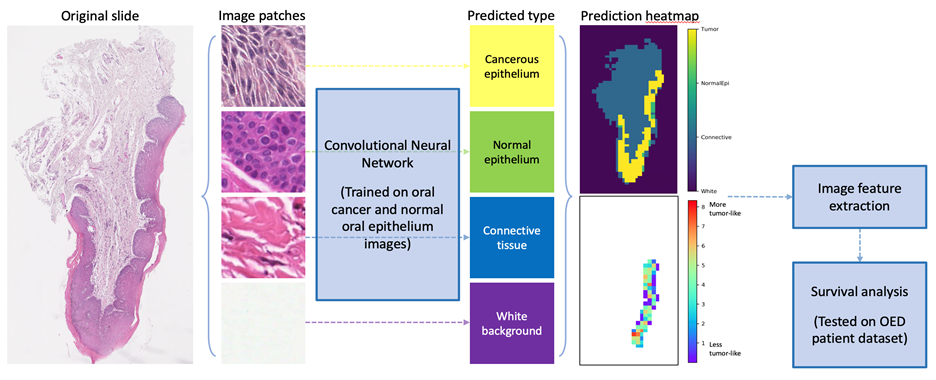 Original slide
Image patches
Predicted type
Prediction heatmap
Cancerous
epithelium
Normal
epithelium
Connective
tissue
White
background
Convolutional Neural
Network
(Trained on oral
cancer and normal
oral epithelium
images)
Tumor
NormalEpi
Connective
White
8
7
6
5
4
3
2
1
More
tumor-like
Less
tumor-like
Image feature
extraction
Survival analysis
(Tested on OED
patient dataset)